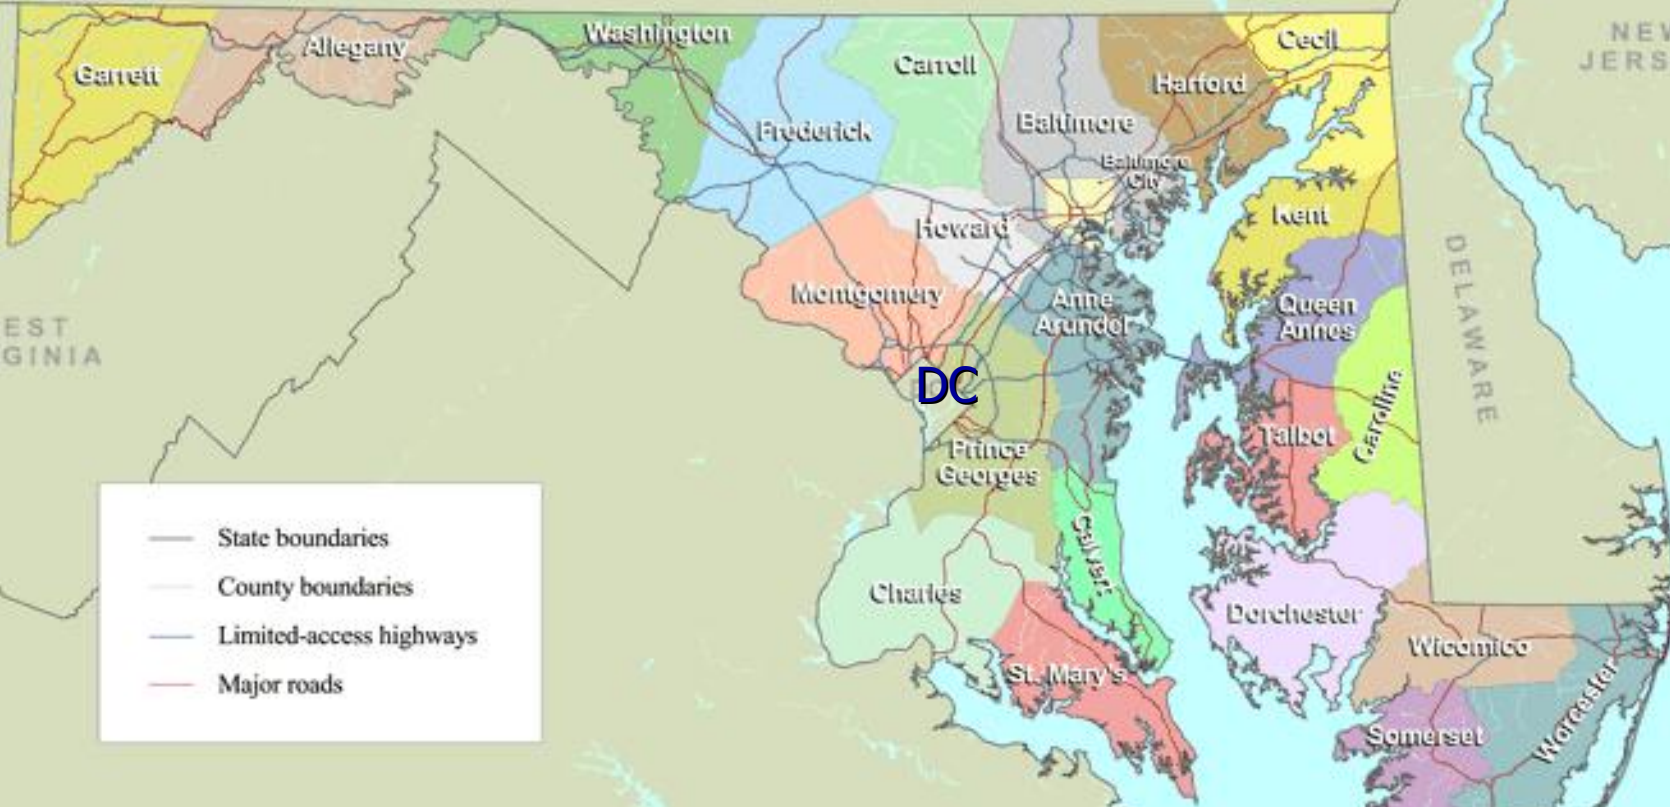 Garrett
Allegany
Washington
Frederick
Carroll
Baltimore
Harford
Cecil
Baltimore
City
Howard
Kent
Montgomery
Anne
Arundel
Queen
Annes
DC
Prince
Georges
Talbot
Caroline
Calvert
Charles
St. Mary's
Dorchester
Wicomico
Somerset
Worcester
DELAWARE
NEW
JERS
EST
GINIA
State boundaries
County boundaries
Limited-access highways
Major roads